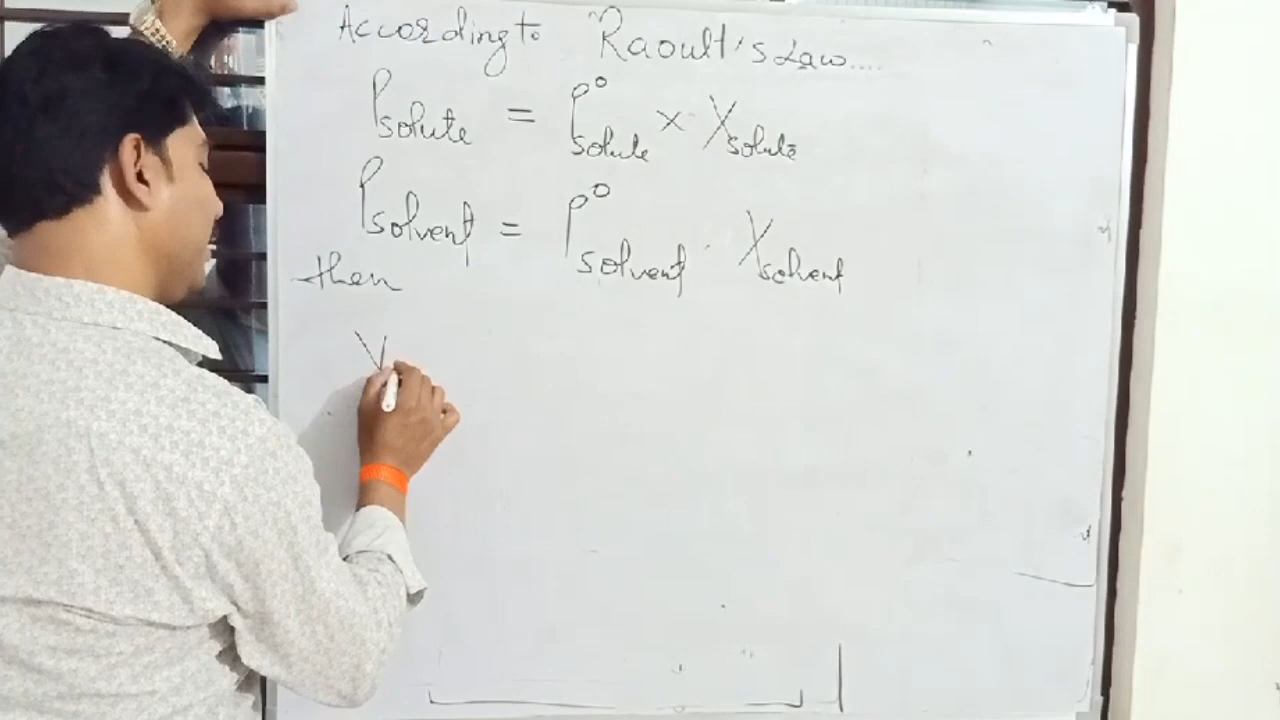 According to Raoult's Law....
P solute = P° solute × X solute
P solvent = P° solvent . X solvent
then